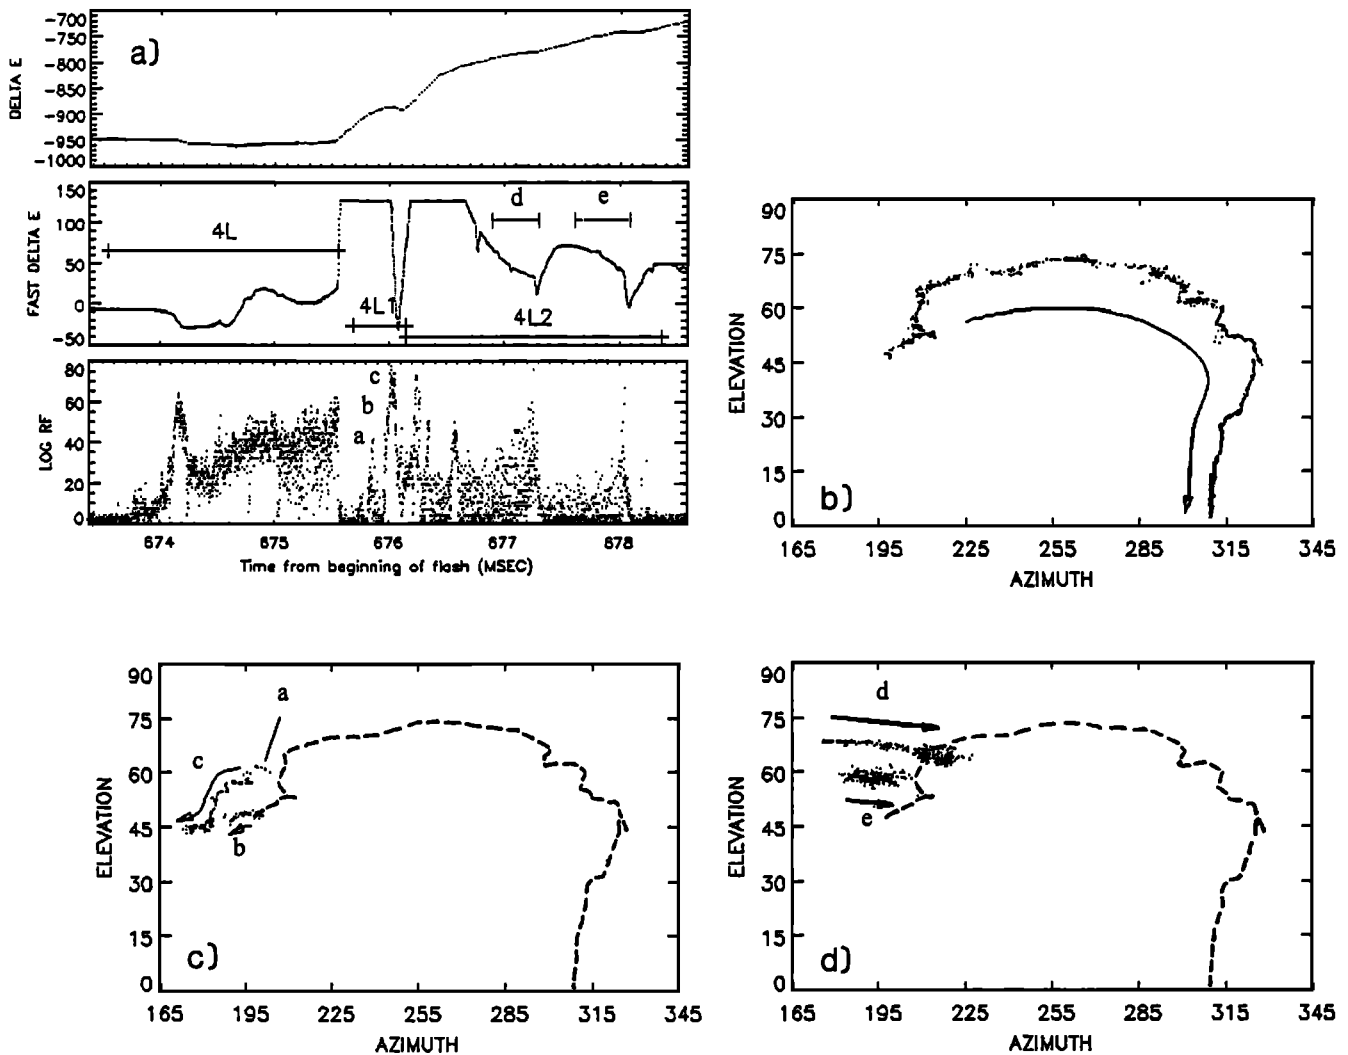 -700
-750
-800
-850
-900
-950
-1000
DELTA E
a)
150
100
50
0
-50
FAST DELTA E
4L
d
e
4L1
4L2
80
60
40
20
0
LOG RF
c
b
a
674 675 676 677 678
Time from beginning of flash (MSEC)
90
75
60
45
30
15
0
ELEVATION
b)
165 195 225 255 285 315 345
AZIMUTH
90
75
60
45
30
15
0
ELEVATION
a
c
b
c)
165 195 225 255 285 315 345
AZIMUTH
90
75
60
45
30
15
0
ELEVATION
d
e
d)
165 195 225 255 285 315 345
AZIMUTH